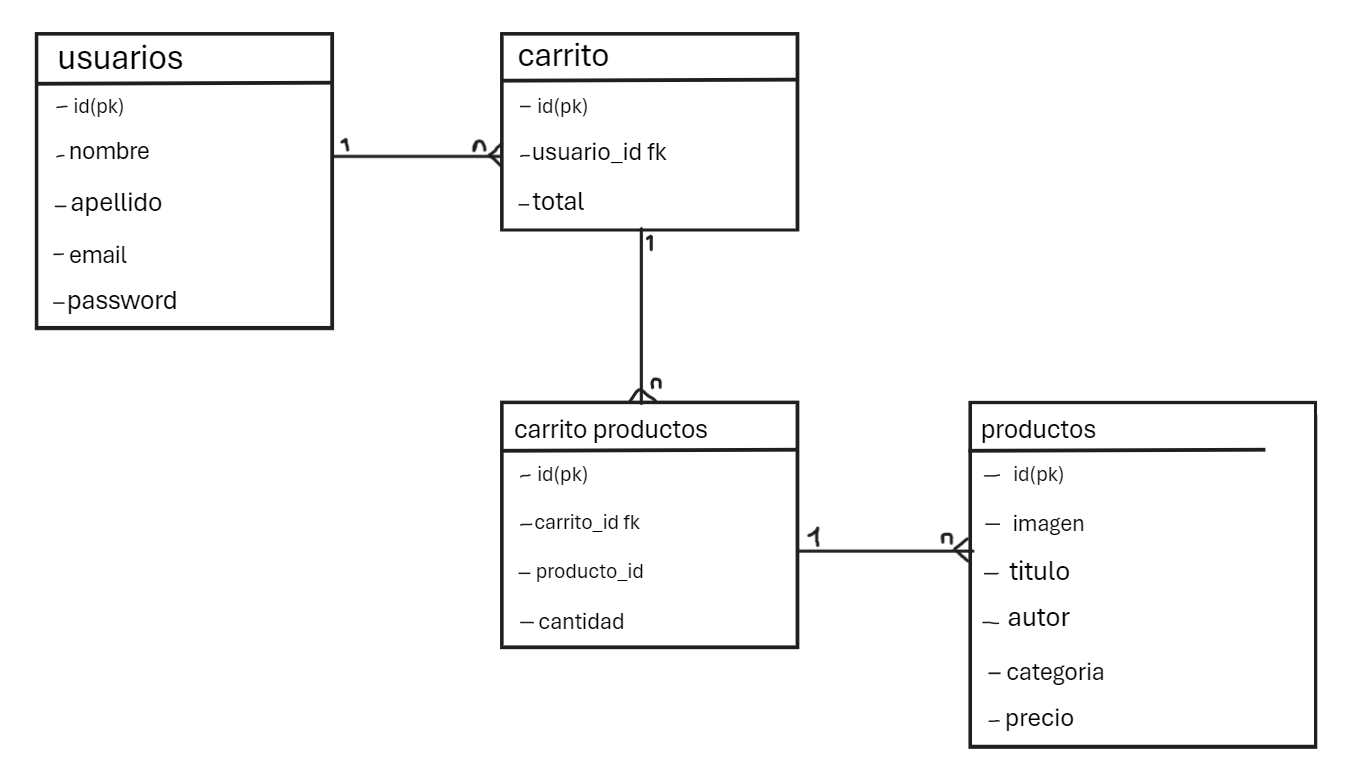 usuarios
– id(pk)
-nombre
–apellido
-email
–password
1
n
carrito
– id(pk)
-usuario_id fk
–total
1
n
carrito productos
– id(pk)
–carrito_id fk
– producto_id
– cantidad
1
n
productos
– id(pk)
– imagen
– titulo
– autor
– categoria
– precio